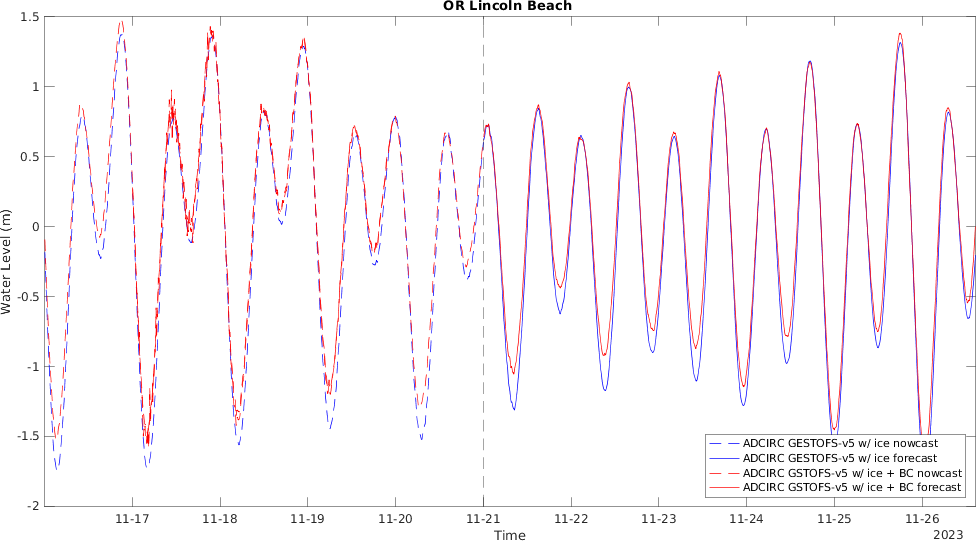 OR Lincoln Beach
1.5
1
0.5
0
-0.5
-1
-1.5
-2
Water Level (m)
11-17 11-18 11-19 11-20 11-21 11-22 11-23 11-24 11-25 11-26
Time
2023
ADCIRC GESTOFS-v5 w/ ice nowcast
ADCIRC GESTOFS-v5 w/ ice forecast
ADCIRC GSTOFS-v5 w/ ice + BC nowcast
ADCIRC GSTOFS-v5 w/ ice + BC forecast